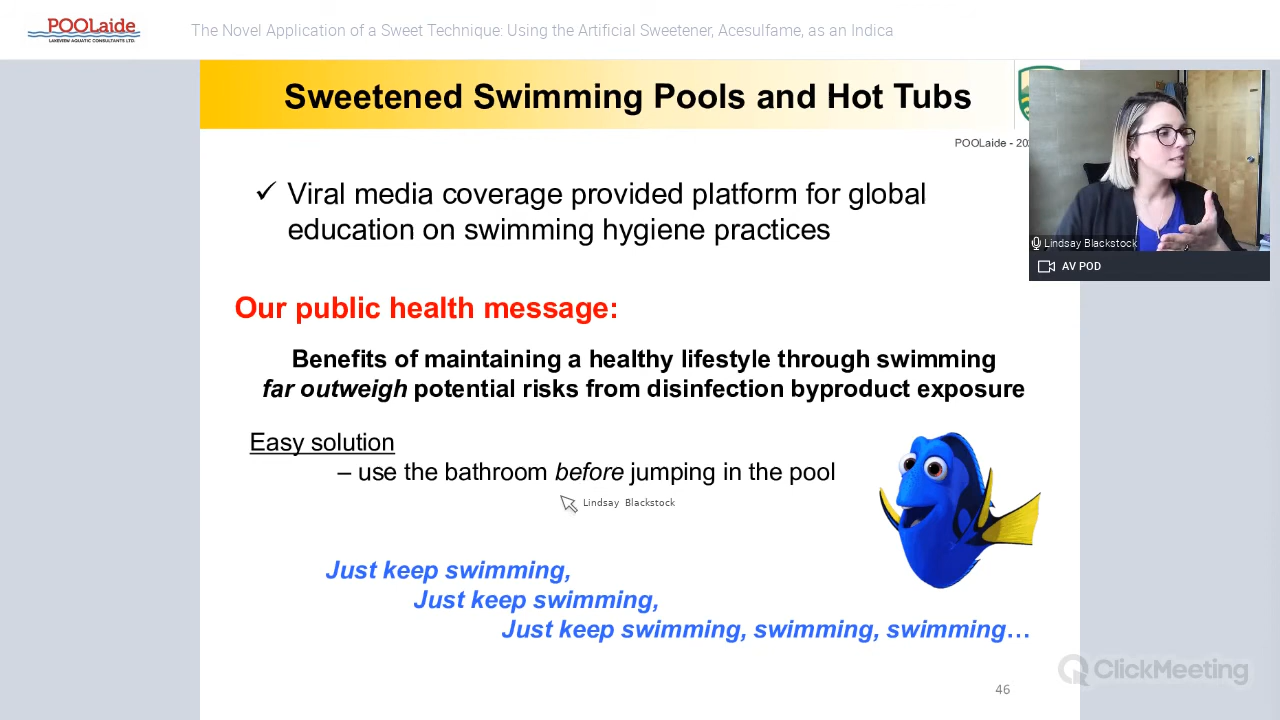 POOLaide
LAKEVIEW AQUATIC CONSULTANTS LTD.
The Novel Application of a Sweet Technique: Using the Artificial Sweetener, Acesulfame, as an Indica
Sweetened Swimming Pools and Hot Tubs
POOLaide - 20
✓ Viral media coverage provided platform for global
education on swimming hygiene practices
Lindsay Blackstock
AV POD
Our public health message:
Benefits of maintaining a healthy lifestyle through swimming
far outweigh potential risks from disinfection byproduct exposure
Easy solution
– use the bathroom before jumping in the pool
Lindsay Blackstock
Just keep swimming,
Just keep swimming,
Just keep swimming, swimming, swimming…
ClickMeeting
46